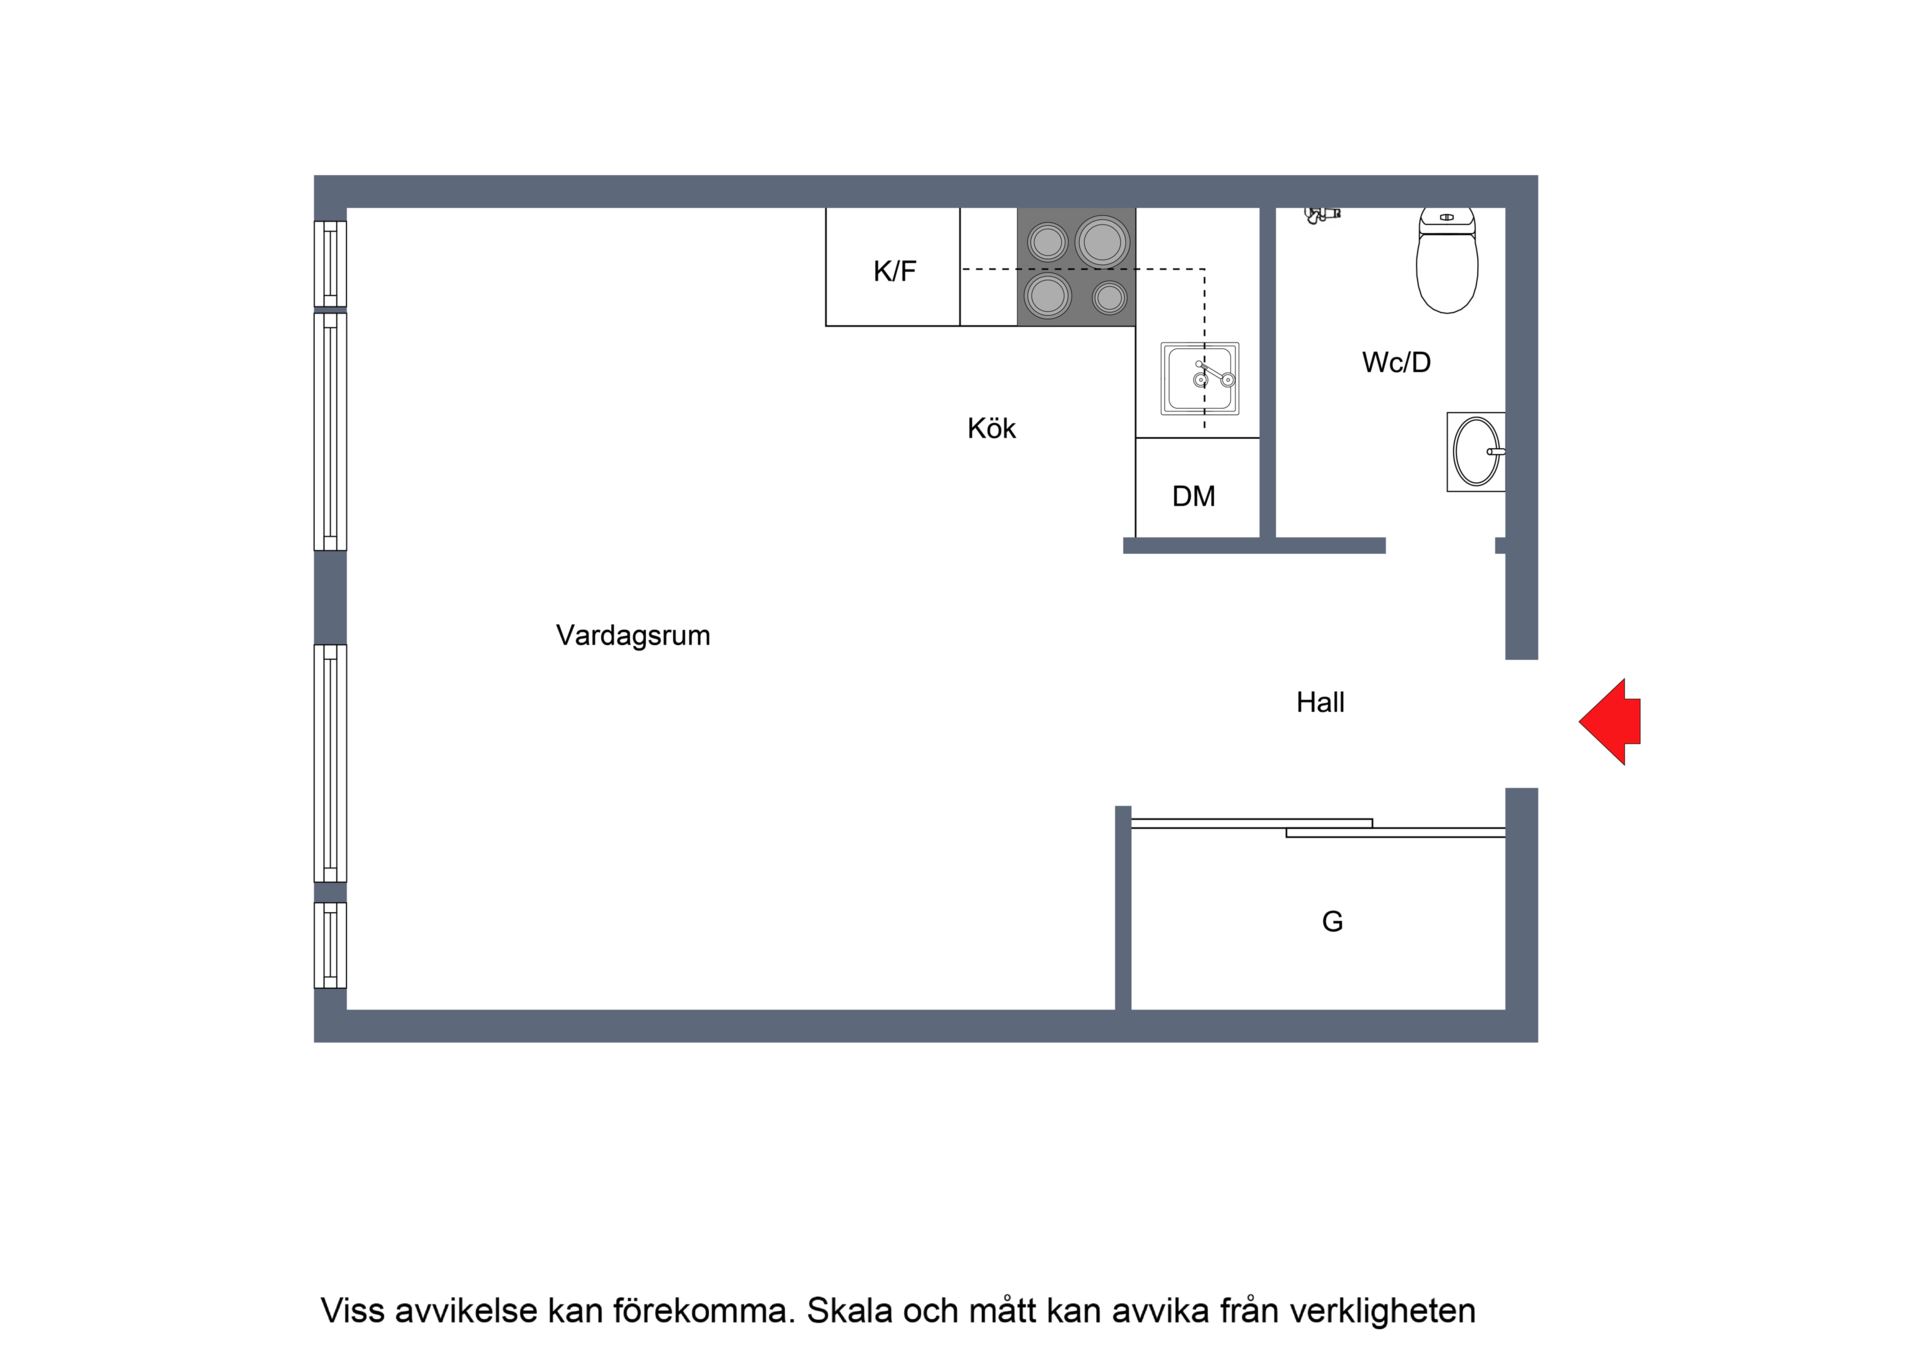 K/F
Wc/D
Kök
DM
Vardagsrum
Hall
G
Viss avvikelse kan förekomma. Skala och mått kan avvika från verkligheten